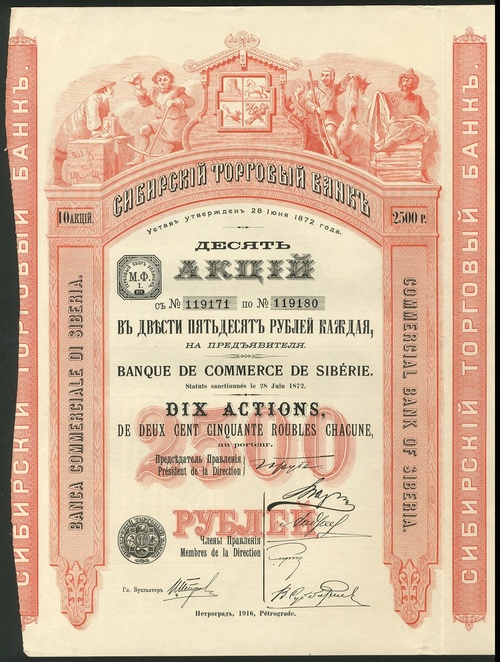 СИБИРСКІЙ ТОРГОВЫЙ БАНКЪ.
СИБИРСКІЙ ТОРГОВЫЙ БАНКЪ
10 АКЦІЙ.
2500 р.
Уставъ утвержденъ 28 Іюня 1872 года.
ДЕСЯТЬ
АКЦІЙ
М.Ф.
I.
съ № 119171 по № 119180
ВЪ ДВѢСТИ ПЯТЬДЕСЯТЪ РУБЛЕЙ КАЖДАЯ,
НА ПРЕДЪЯВИТЕЛЯ.
BANQUE DE COMMERCE DE SIBÉRIE.
Statuts sanctionnés le 28 Juin 1872.
2500
DIX ACTIONS,
DE DEUX CENT CINQUANTE ROUBLES CHACUNE,
au porteur.
Предсѣдатель Правленія
Président de la Direction
РУБЛЕЙ
Члены Правленія
Membres de la Direction
Гл. Бухгалтеръ
Петроградъ, 1916, Pétrograde.
BANCA COMMERCIALE DI SIBERIA.
COMMERCIAL BANK OF SIBERIA.
СИБИРСКІЙ ТОРГОВЫЙ БАНКЪ.